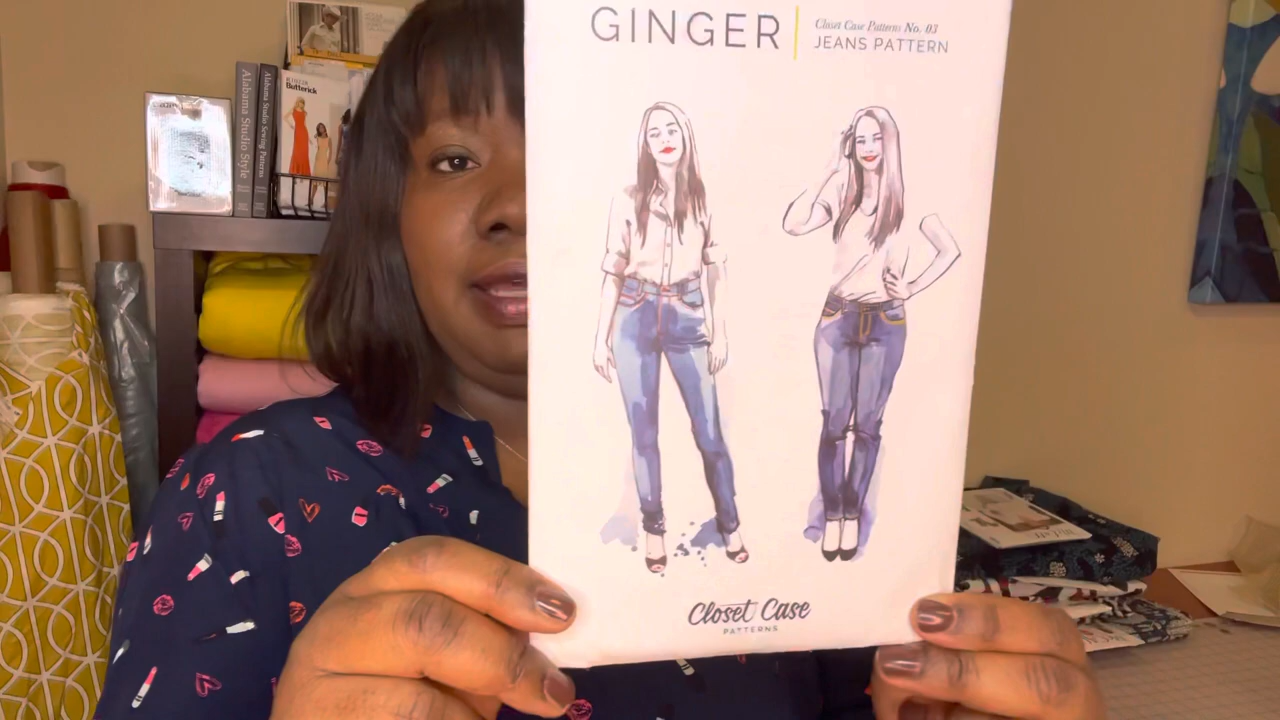 GINGER
Closet Case Patterns No. 03
JEANS PATTERN
Closet Case
PATTERNS
Alabama Studio Style
Alabama Studio Sewing Patterns
Butterick